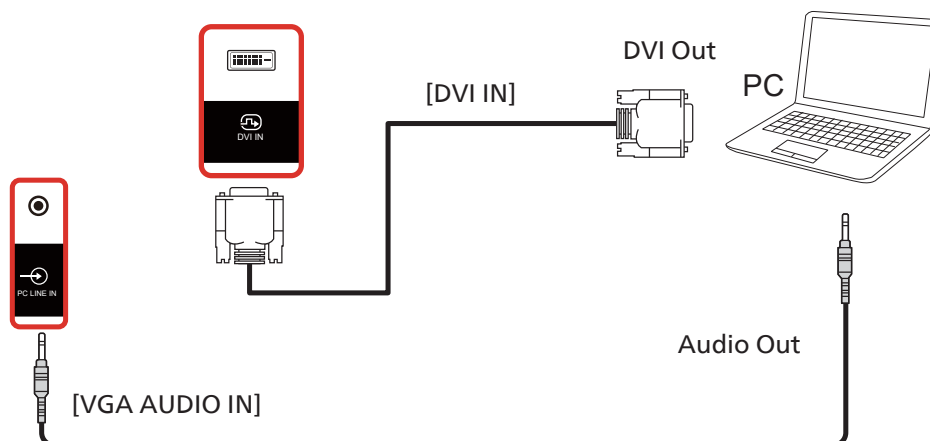 DVI Out
PC
[DVI IN]
DVI IN
PC LINE IN
Audio Out
[VGA AUDIO IN]